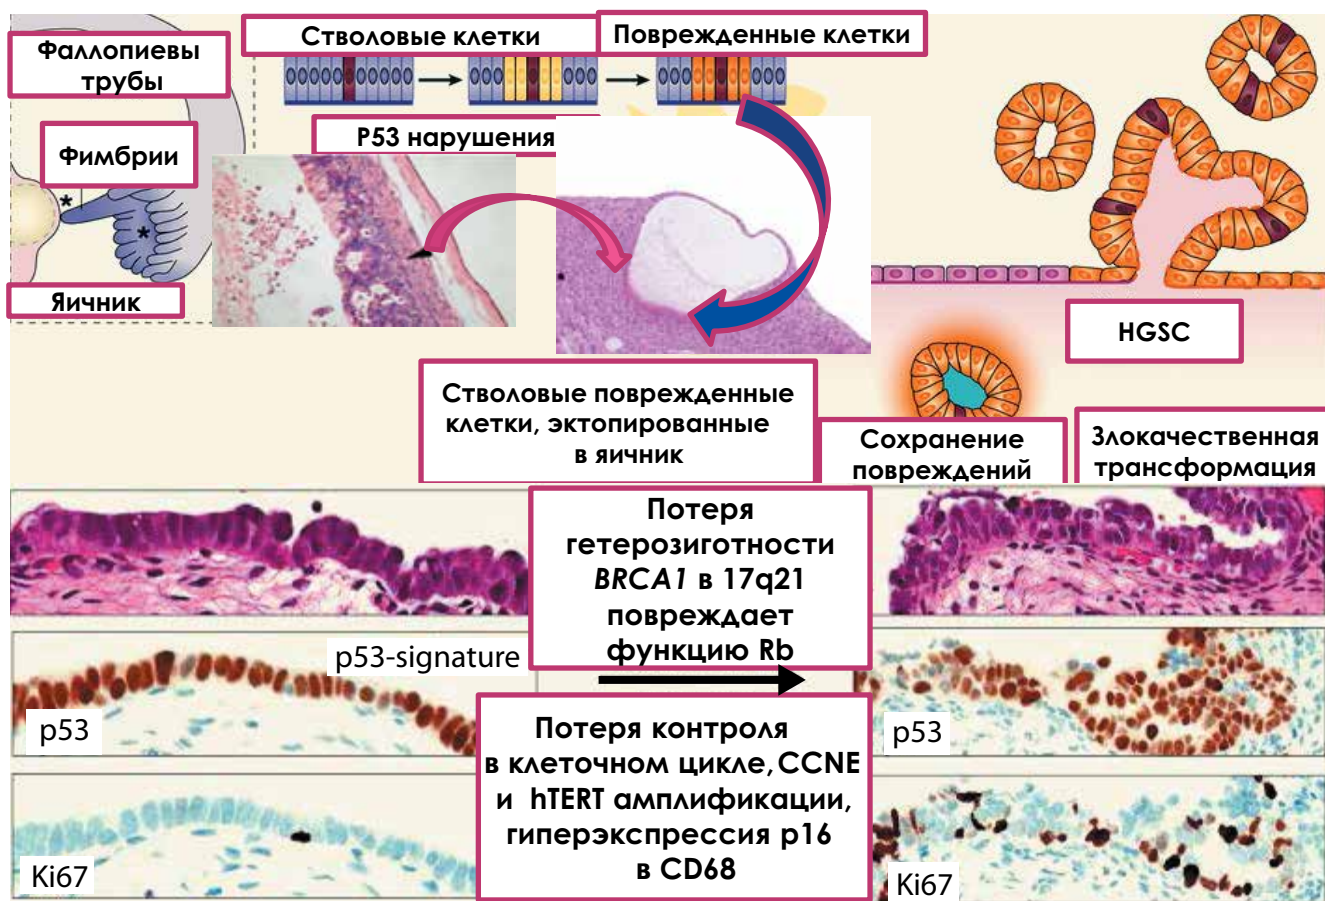 Фаллопиевы
трубы
Стволовые клетки
Поврежденные клетки
P53 нарушения
Фимбрии
*
*
Яичник
HGSC
Стволовые поврежденные
клетки, эктопированные
в яичник
Сохранение
повреждений
Злокачественная
трансформация
Потеря
гетерозиготности
BRCA1 в 17q21
повреждает
функцию Rb
p53-signature
p53
p53
Потеря контроля
в клеточном цикле, CCNE
и hTERT амплификации,
гиперэкспрессия p16
в CD68
Ki67
Ki67